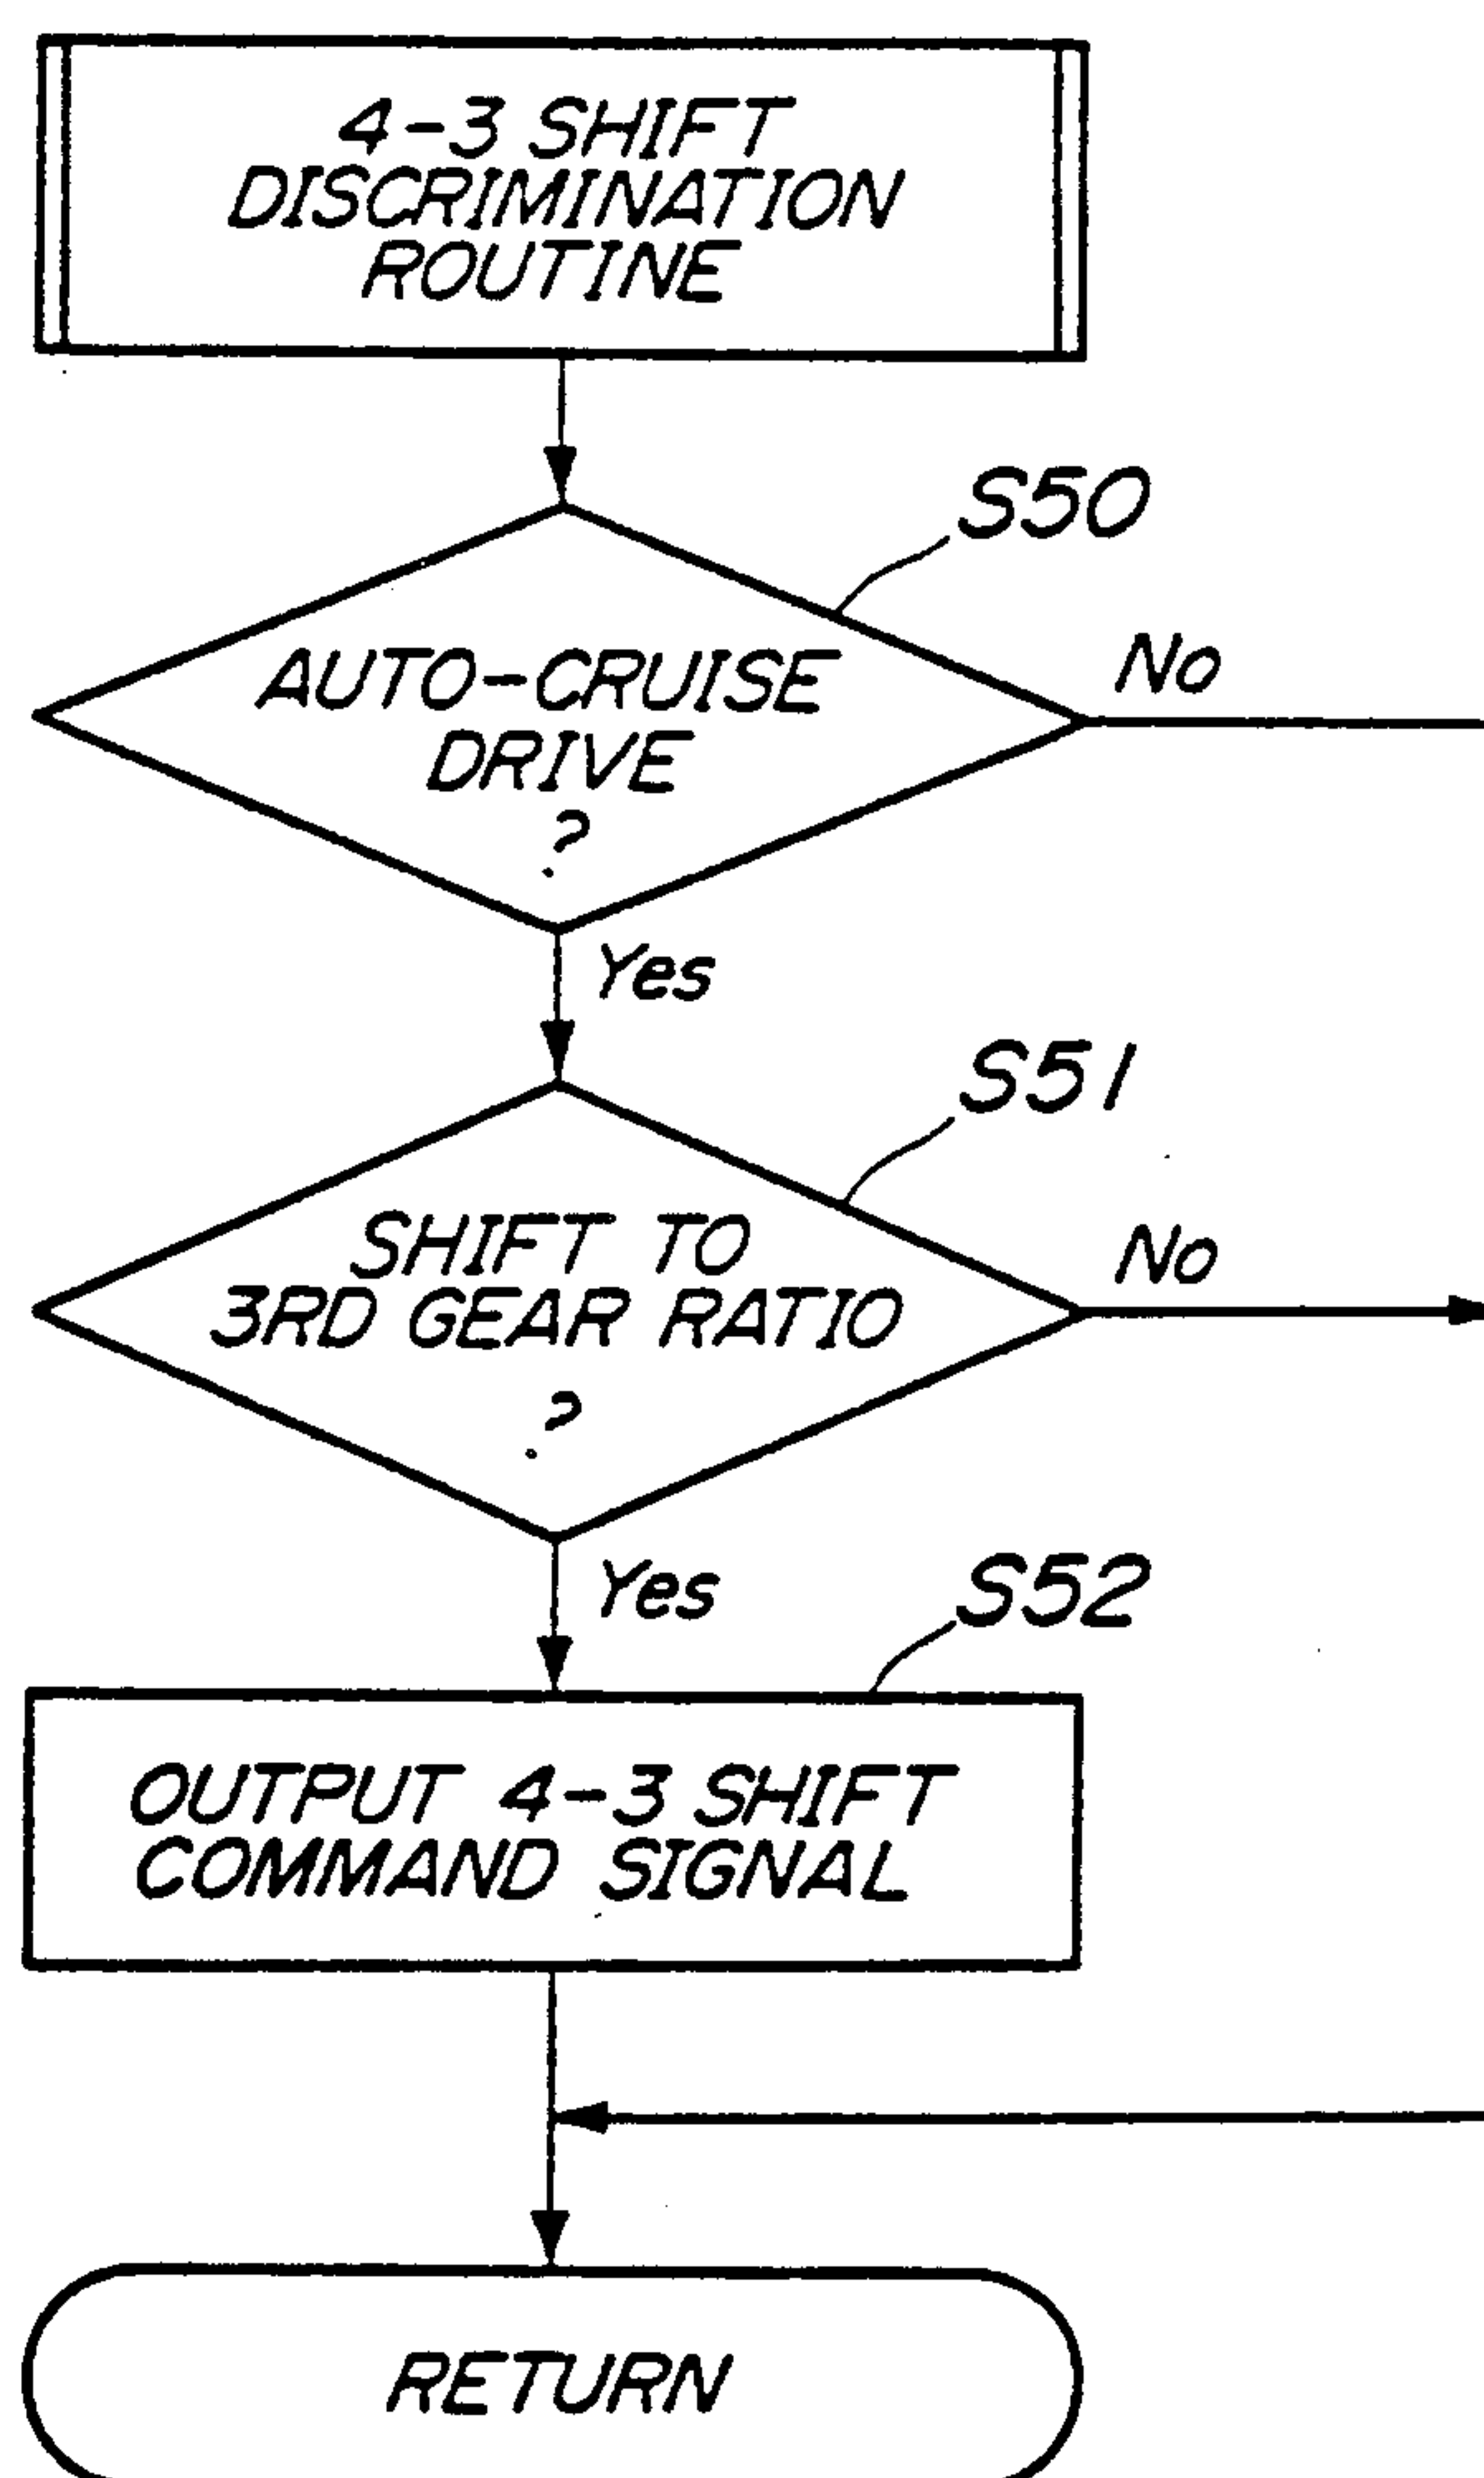 4-3 SHIFT
DISCRIMINATION
ROUTINE
S50
AUTO-CRUISE
DRIVE
?
No
Yes
S51
SHIFT TO
3RD GEAR RATIO
?
No
Yes
S52
OUTPUT 4-3 SHIFT
COMMAND SIGNAL
RETURN